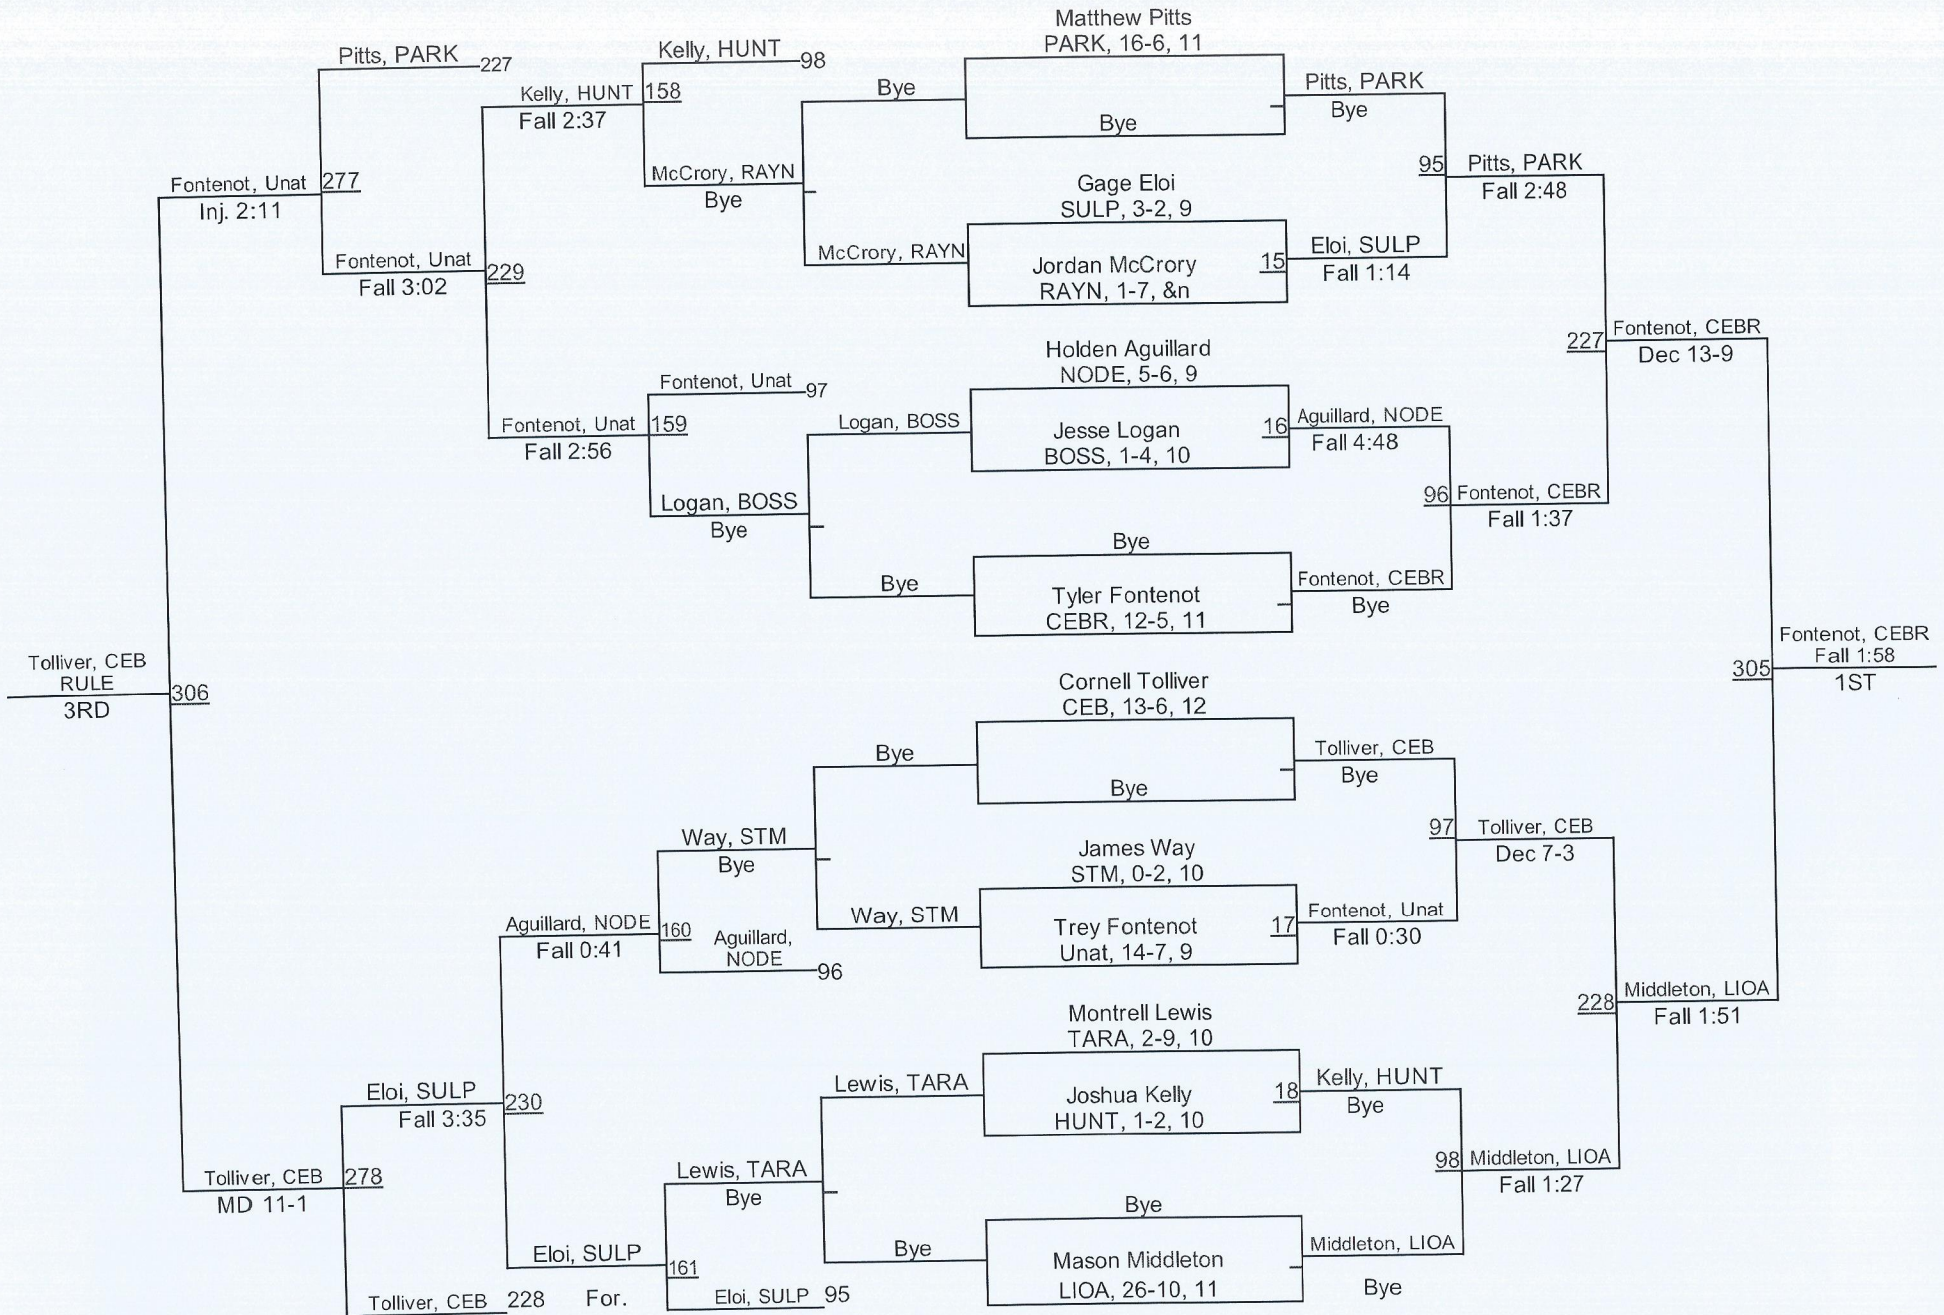 Matthew Pitts
PARK, 16-6, 11
Bye
Gage Eloi
SULP, 3-2, 9
Jordan McCrory
RAYN, 1-7, &n
15
Holden Aguillard
NODE, 5-6, 9
Jesse Logan
BOSS, 1-4, 10
16
Bye
Tyler Fontenot
CEBR, 12-5, 11
Cornell Tolliver
CEB, 13-6, 12
Bye
James Way
STM, 0-2, 10
Trey Fontenot
Unat, 14-7, 9
17
Montrell Lewis
TARA, 2-9, 10
Joshua Kelly
HUNT, 1-2, 10
18
Bye
Mason Middleton
LIOA, 26-10, 11
Pitts, PARK
Bye
95
Eloi, SULP
Fall 1:14
Aguillard, NODE
Fall 4:48
96
Fontenot, CEBR
Bye
Tolliver, CEB
Bye
97
Fontenot, Unat
Fall 0:30
Kelly, HUNT
Bye
98
Middleton, LIOA
Bye
Pitts, PARK
Fall 2:48
227
Fontenot, CEBR
Fall 1:37
Tolliver, CEB
Dec 7-3
228
Middleton, LIOA
Fall 1:27
Fontenot, CEBR
Dec 13-9
305
Middleton, LIOA
Fall 1:51
Fontenot, CEBR
Fall 1:58
1ST
Bye
McCrory, RAYN
Logan, BOSS
Bye
Bye
Way, STM
Lewis, TARA
Bye
Kelly, HUNT 98
158
McCrory, RAYN
Bye
Fontenot, Unat 97
159
Logan, BOSS
Bye
Way, STM
Bye
160
Aguillard,
NODE 96
Lewis, TARA
Bye
161
Eloi, SULP 95
Kelly, HUNT
Fall 2:37
229
Fontenot, Unat
Fall 2:56
Aguillard, NODE
Fall 0:41
230
Eloi, SULP
For.
Pitts, PARK 227
277
Fontenot, Unat
Fall 3:02
Eloi, SULP
Fall 3:35
278
Tolliver, CEB 228
Fontenot, Unat
Inj. 2:11
306
Tolliver, CEB
MD 11-1
Tolliver, CEB
RULE
3RD